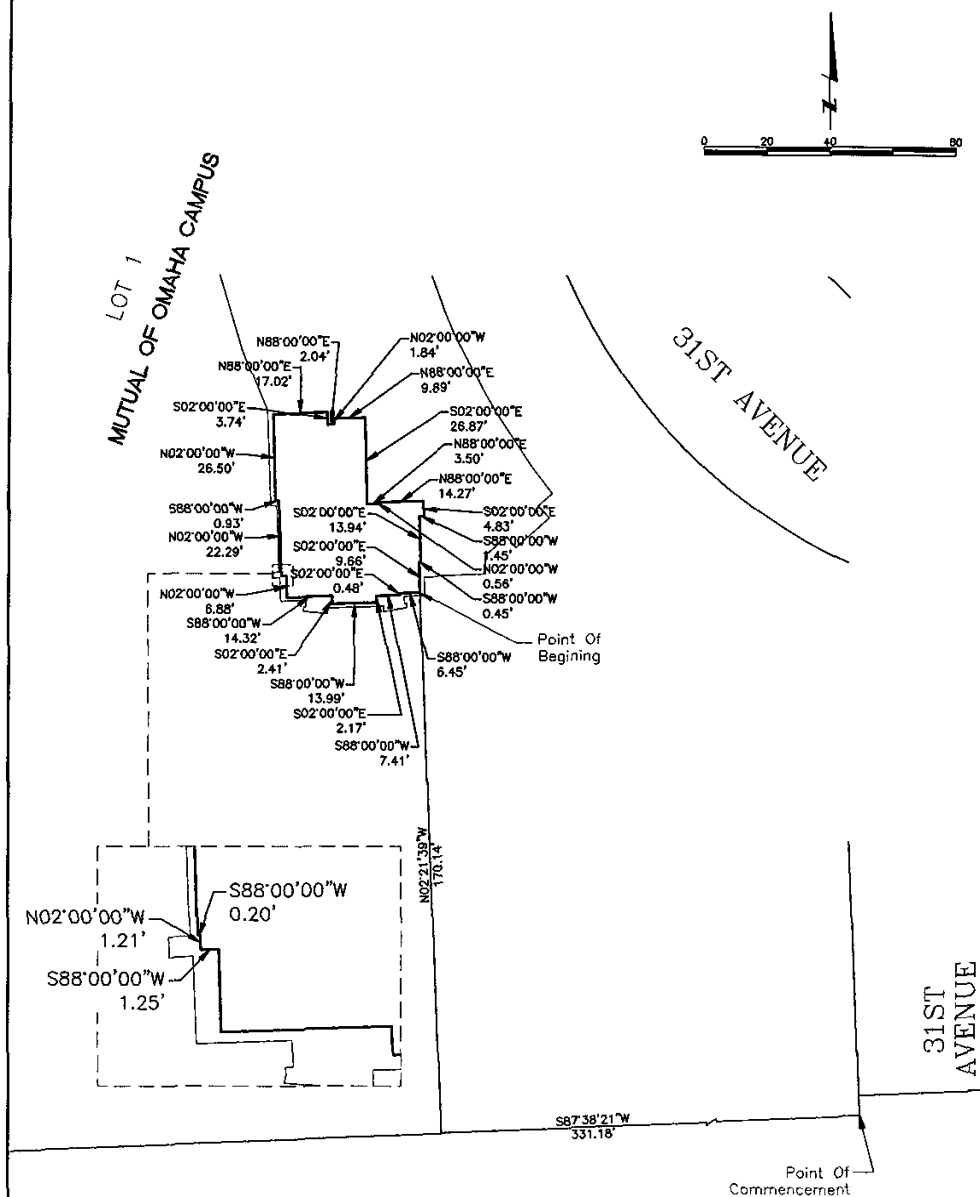 Z
0 20 40 80
LOT 1
MUTUAL OF OMAHA CAMPUS
31ST AVENUE
N88°00'00"E
2.04'
N02°00'00"W
1.84'
N88°00'00"E
17.02'
N88°00'00"E
9.89'
S02°00'00"E
3.74'
S02°00'00"E
26.87'
N88°00'00"E
3.50'
N02°00'00"W
26.50'
N88°00'00"E
14.27'
S88°00'00"W
0.93'
S02°00'00"E
13.94'
S02°00'00"E
4.83'
N02°00'00"W
22.29'
S88°00'00"W
1.45'
S02°00'00"E
9.66'
N02°00'00"W
0.56'
S02°00'00"E
0.48'
S88°00'00"W
0.45'
N02°00'00"W
6.88'
S88°00'00"W
14.32'
Point Of
Begining
S02°00'00"E
2.41'
S88°00'00"W
6.45'
S88°00'00"W
13.99'
S02°00'00"E
2.17'
S88°00'00"W
7.41'
N02°21'39"W
170.14'
S88°00'00"W
0.20'
N02°00'00"W
1.21'
S88°00'00"W
1.25'
31ST
AVENUE
S87°38'21"W
331.18'
Point Of
Commencement